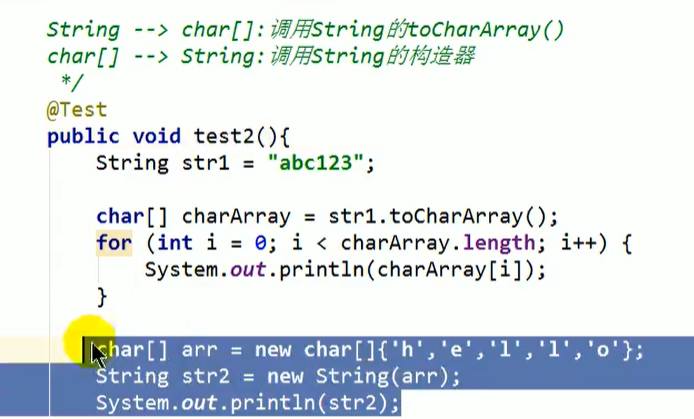 String --> char[]:调用String的toCharArray()
char[] --> String:调用String的构造器
*/
@Test
public void test2(){
String str1 = "abc123";
char[] charArray = str1.toCharArray();
for (int i = 0; i < charArray.length; i++) {
System.out.println(charArray[i]);
}
char[] arr = new char[]{'h','e','l','l','o'};
String str2 = new String(arr);
System.out.println(str2);